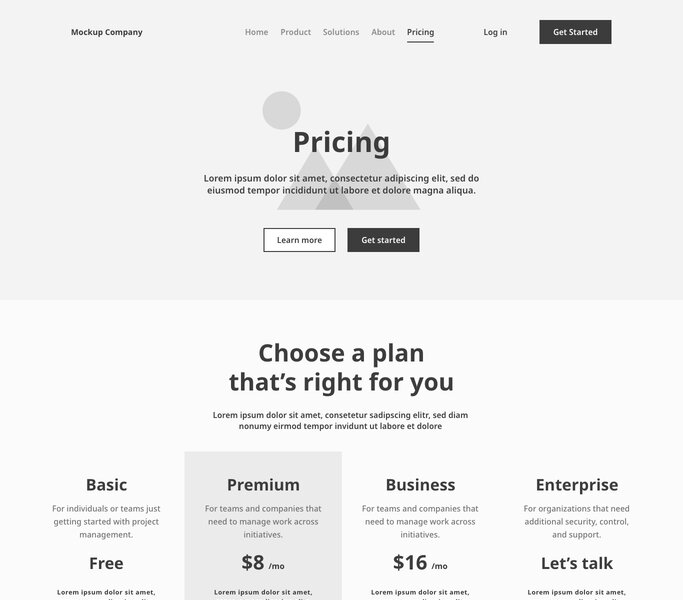 Mockup Company
Home Product Solutions About Pricing
Log in
Get Started
Pricing
Lorem ipsum dolor sit amet, consectetur adipiscing elit, sed do
eiusmod tempor incididunt ut labore et dolore magna aliqua.
Learn more
Get started
Choose a plan
that's right for you
Lorem ipsum dolor sit amet, consetetur sadipscing elitr, sed diam
nonumy eirmod tempor invidunt ut labore et dolore
Basic
For individuals or teams just
getting started with project
management.
Free
Lorem ipsum dolor sit amet,
Premium
For teams and companies that
need to manage work across
initiatives.
$8 /mo
Lorem ipsum dolor sit amet,
Business
For teams and companies that
need to manage work across
initiatives.
$16 /mo
Lorem ipsum dolor sit amet,
Enterprise
For organizations that need
additional security, control,
and support.
Let's talk
Lorem ipsum dolor sit amet,